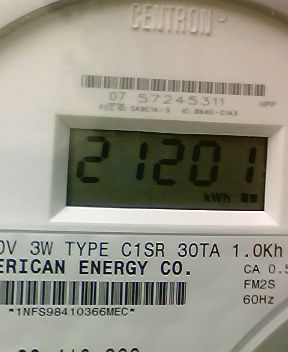 CENTRON®
07 57245311
HPP
21201
kWh
0V 3W TYPE C1SR 30TA 1.0Kh
ERICAN ENERGY CO.
CA 0.5
FM2S
60Hz
*1NFS98410366MEC*